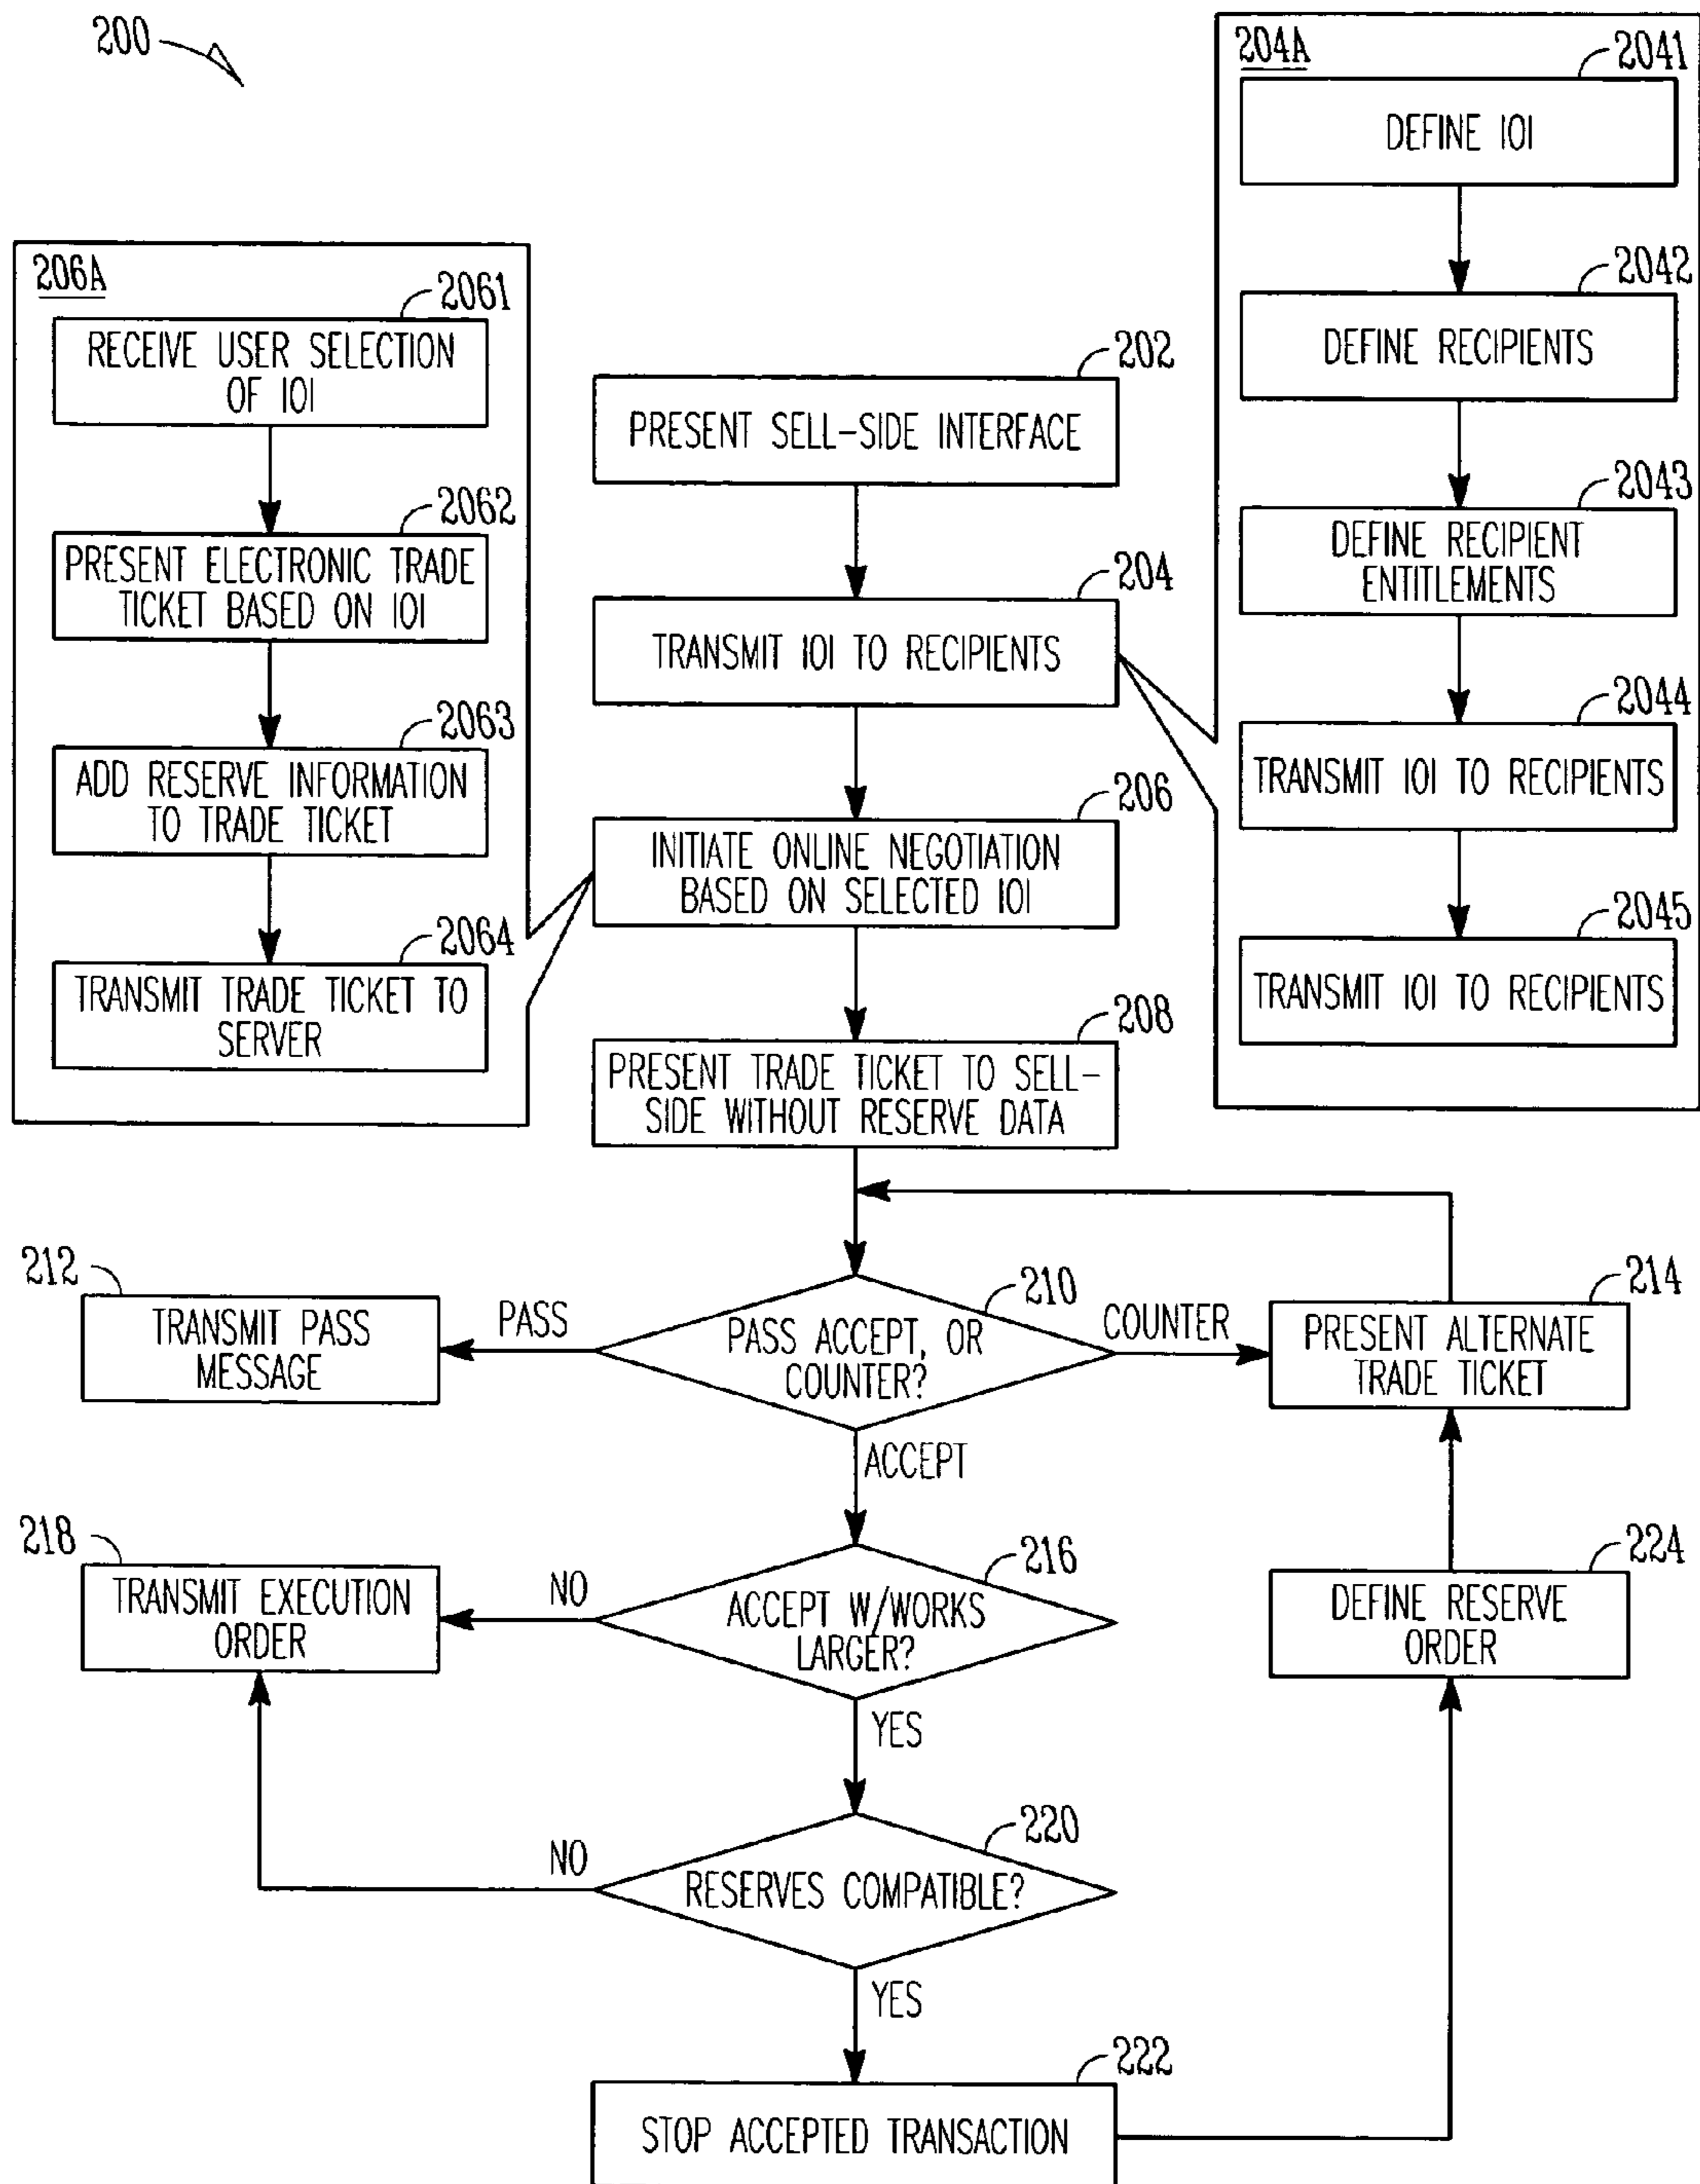 200
204A
2041
DEFINE IOI
2042
DEFINE RECIPIENTS
2043
DEFINE RECIPIENT
ENTITLEMENTS
2044
TRANSMIT IOI TO RECIPIENTS
2045
TRANSMIT IOI TO RECIPIENTS
206A
2061
RECEIVE USER SELECTION
OF IOI
2062
PRESENT ELECTRONIC TRADE
TICKET BASED ON IOI
2063
ADD RESERVE INFORMATION
TO TRADE TICKET
2064
TRANSMIT TRADE TICKET TO
SERVER
202
PRESENT SELL-SIDE INTERFACE
204
TRANSMIT IOI TO RECIPIENTS
206
INITIATE ONLINE NEGOTIATION
BASED ON SELECTED IOI
208
PRESENT TRADE TICKET TO SELL-
SIDE WITHOUT RESERVE DATA
210
PASS ACCEPT, OR
COUNTER?
PASS
212
TRANSMIT PASS
MESSAGE
COUNTER
214
PRESENT ALTERNATE
TRADE TICKET
ACCEPT
216
ACCEPT W/WORKS
LARGER?
NO
218
TRANSMIT EXECUTION
ORDER
224
DEFINE RESERVE
ORDER
YES
220
RESERVES COMPATIBLE?
NO
YES
222
STOP ACCEPTED TRANSACTION